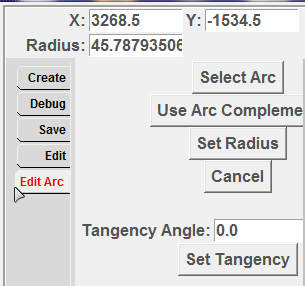 X: 3268.5 Y: -1534.5
Radius: 45.78793506
Create
Debug
Save
Edit
Edit Arc
Select Arc
Use Arc Compleme
Set Radius
Cancel
Tangency Angle: 0.0
Set Tangency